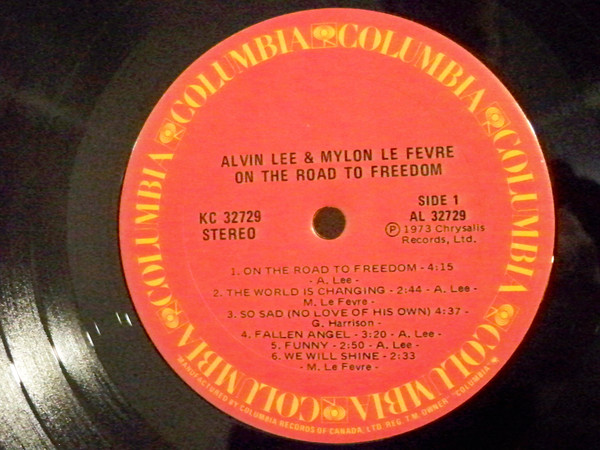 COLUMBIA COLUMBIA COLUMBIA COLUMBIA COLUMBIA COLUMBIA
ALVIN LEE & MYLON LE FEVRE
ON THE ROAD TO FREEDOM
KC 32729
STEREO
SIDE 1
AL 32729
Ⓟ 1973 Chrysalis
Records, Ltd.
1. ON THE ROAD TO FREEDOM - 4:15
- A. Lee -
2. THE WORLD IS CHANGING - 2:44 - A. Lee -
M. Le Fevre -
3. SO SAD (NO LOVE OF HIS OWN) 4:37 -
G. Harrison -
4. FALLEN ANGEL - 3:20 - A. Lee -
5. FUNNY - 2:50 - A. Lee -
6. WE WILL SHINE - 2:33
- M. Le Fevre -
MANUFACTURED BY COLUMBIA RECORDS OF CANADA, LTD. REG. T.M. OWNER "COLUMBIA"